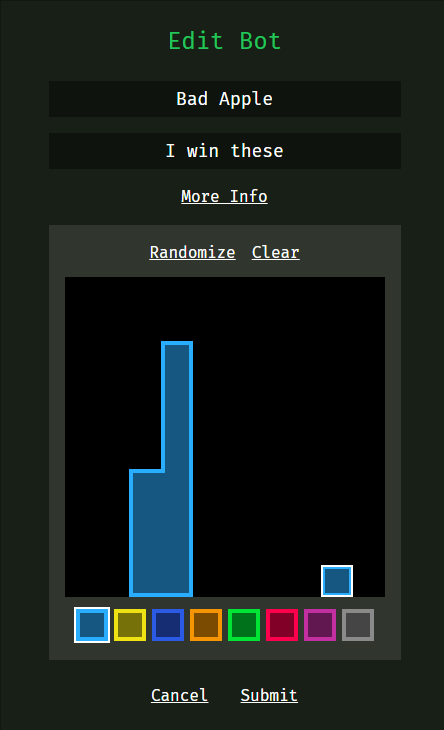 Edit Bot
Bad Apple
I win these
More Info
Randomize Clear
Cancel Submit